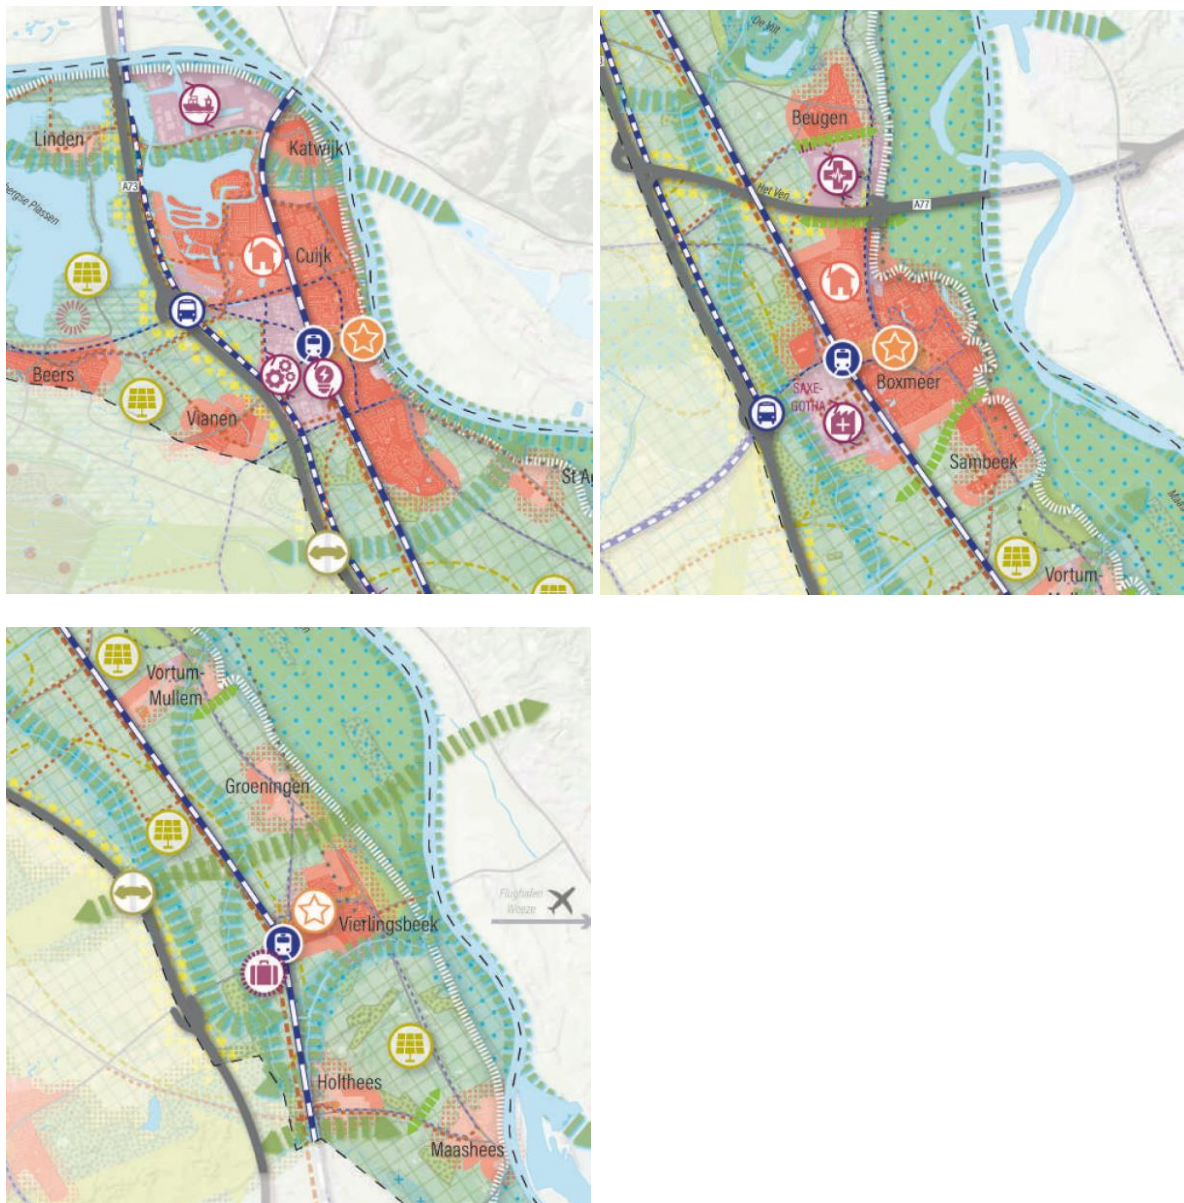 Linden
Katwijk
A73
Cuijk
Beers
Vianen
De Vilt
Beugen
Het Ven
A77
SAXE-
GOTHA
Boxmeer
Sambeek
Vortum-
Vortum-
Mullem
Groeningen
Flughafen
Weeze
Vierlingsbeek
Holthees
Maashees